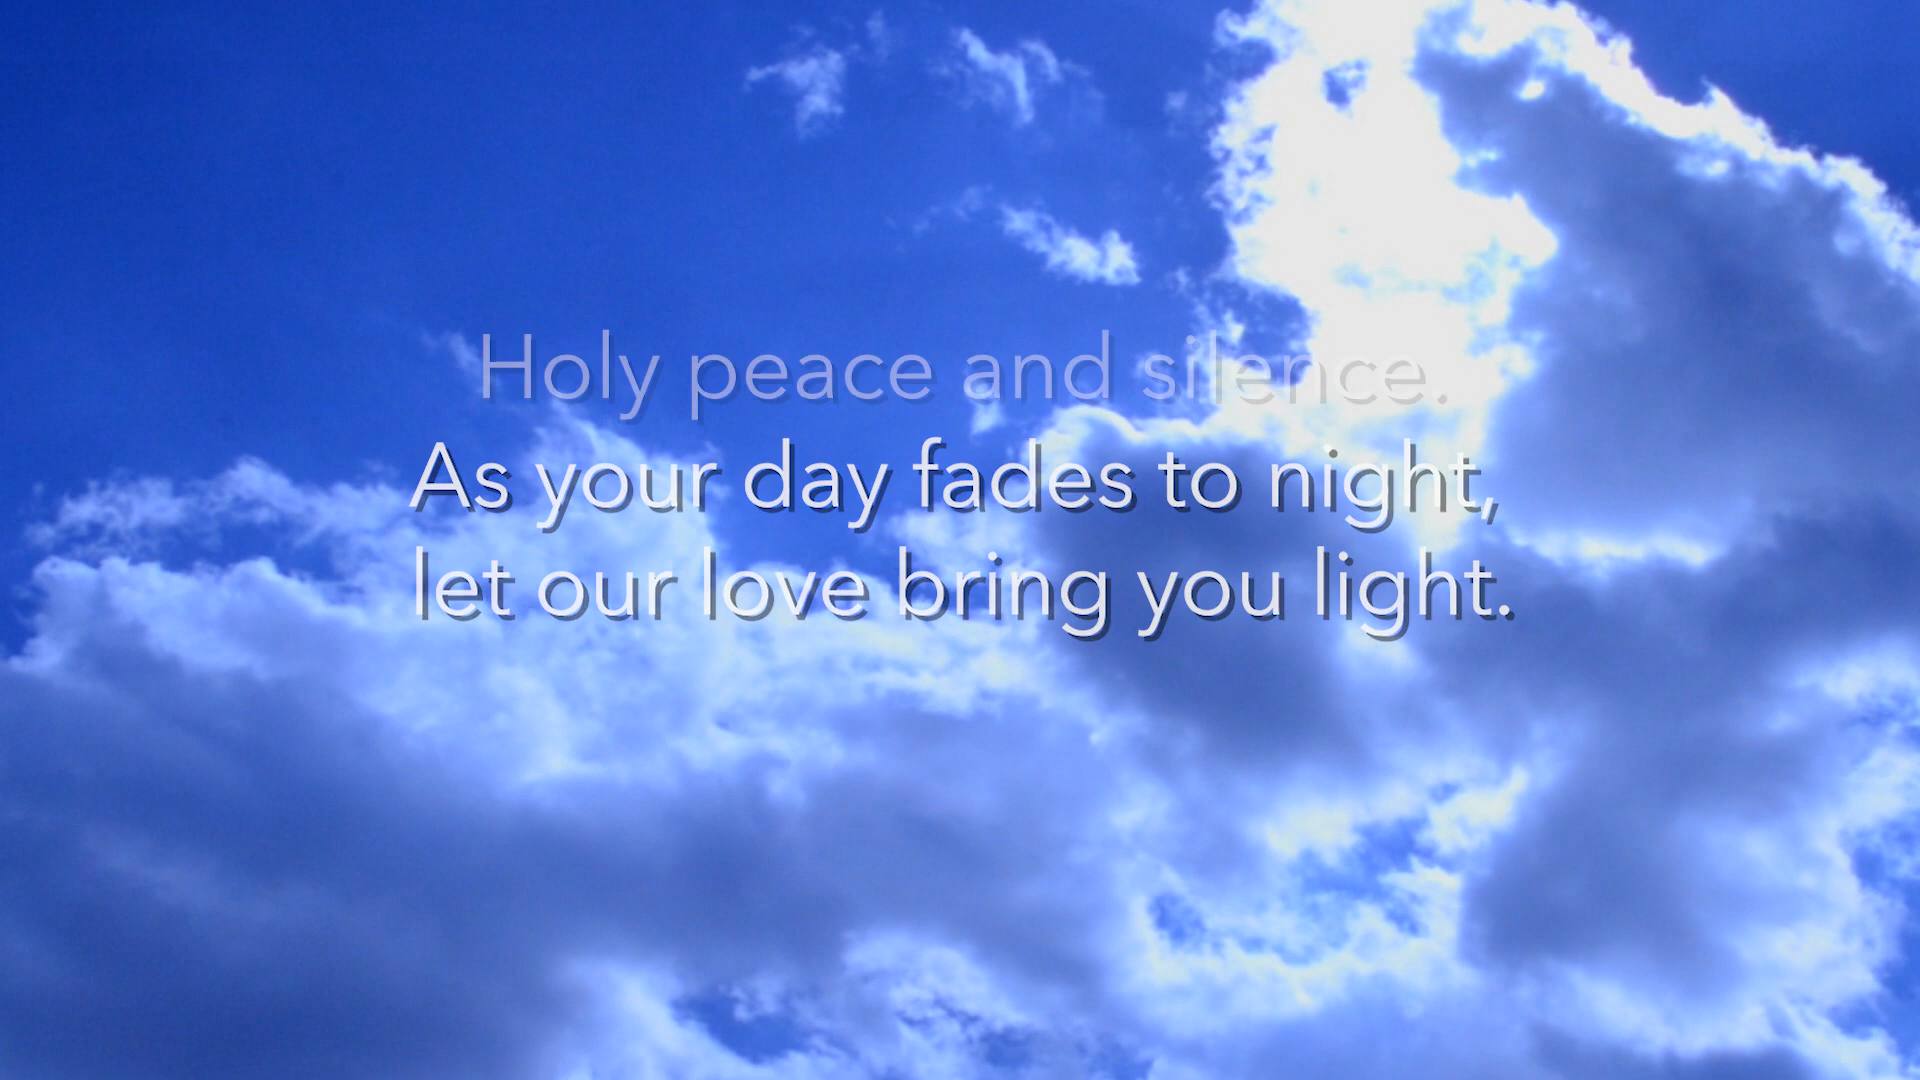 Holy peace and silence.
As your day fades to night,
let our love bring you light.